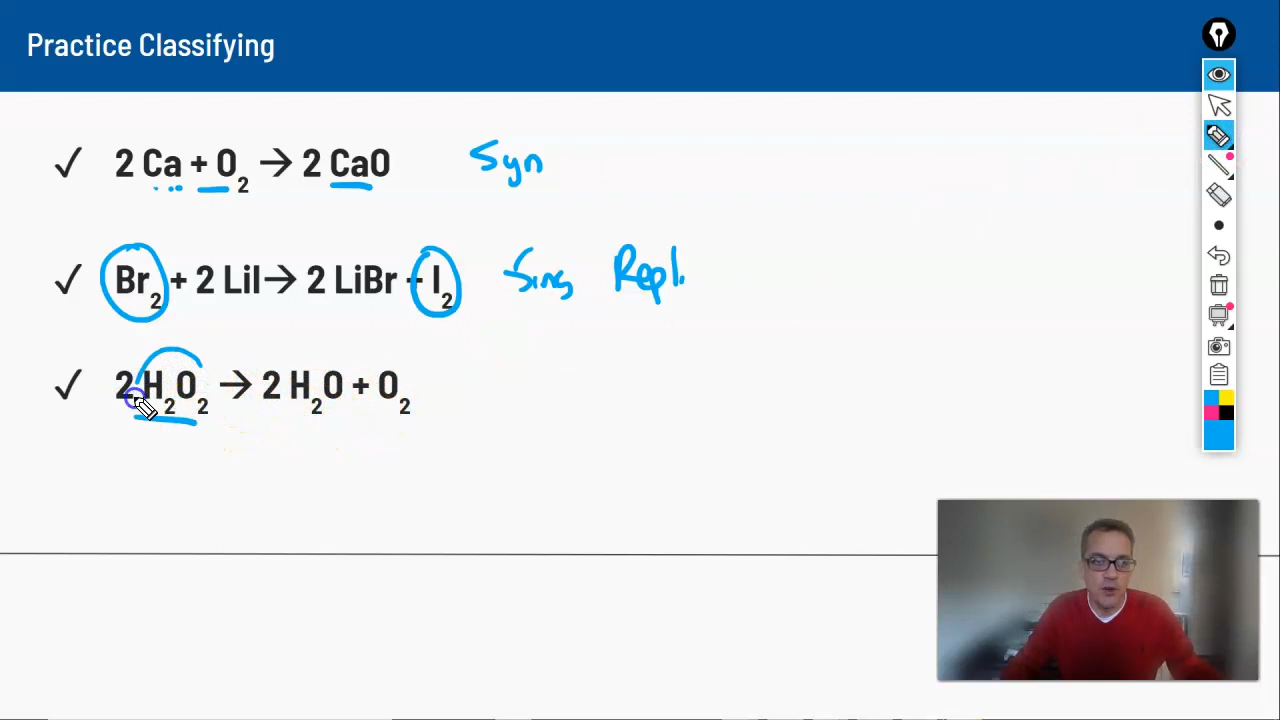 Practice Classifying
✓ 2 Ca + O₂ → 2 CaO Syn
✓ Br₂ + 2 LiI → 2 LiBr + I₂ Sing Repl.
✓ 2 H₂O₂ → 2 H₂O + O₂